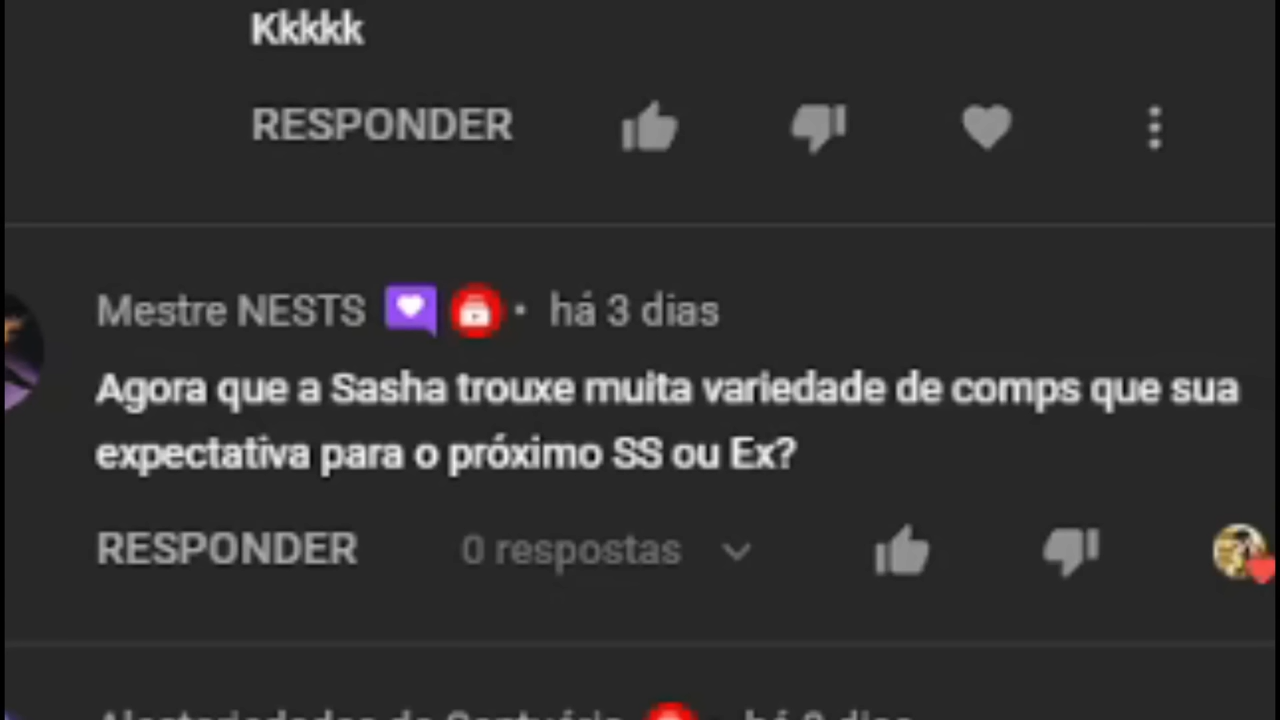 Kkkkk
RESPONDER
Mestre NESTS • há 3 dias
Agora que a Sasha trouxe muita variedade de comps que sua
expectativa para o próximo SS ou Ex?
RESPONDER 0 respostas